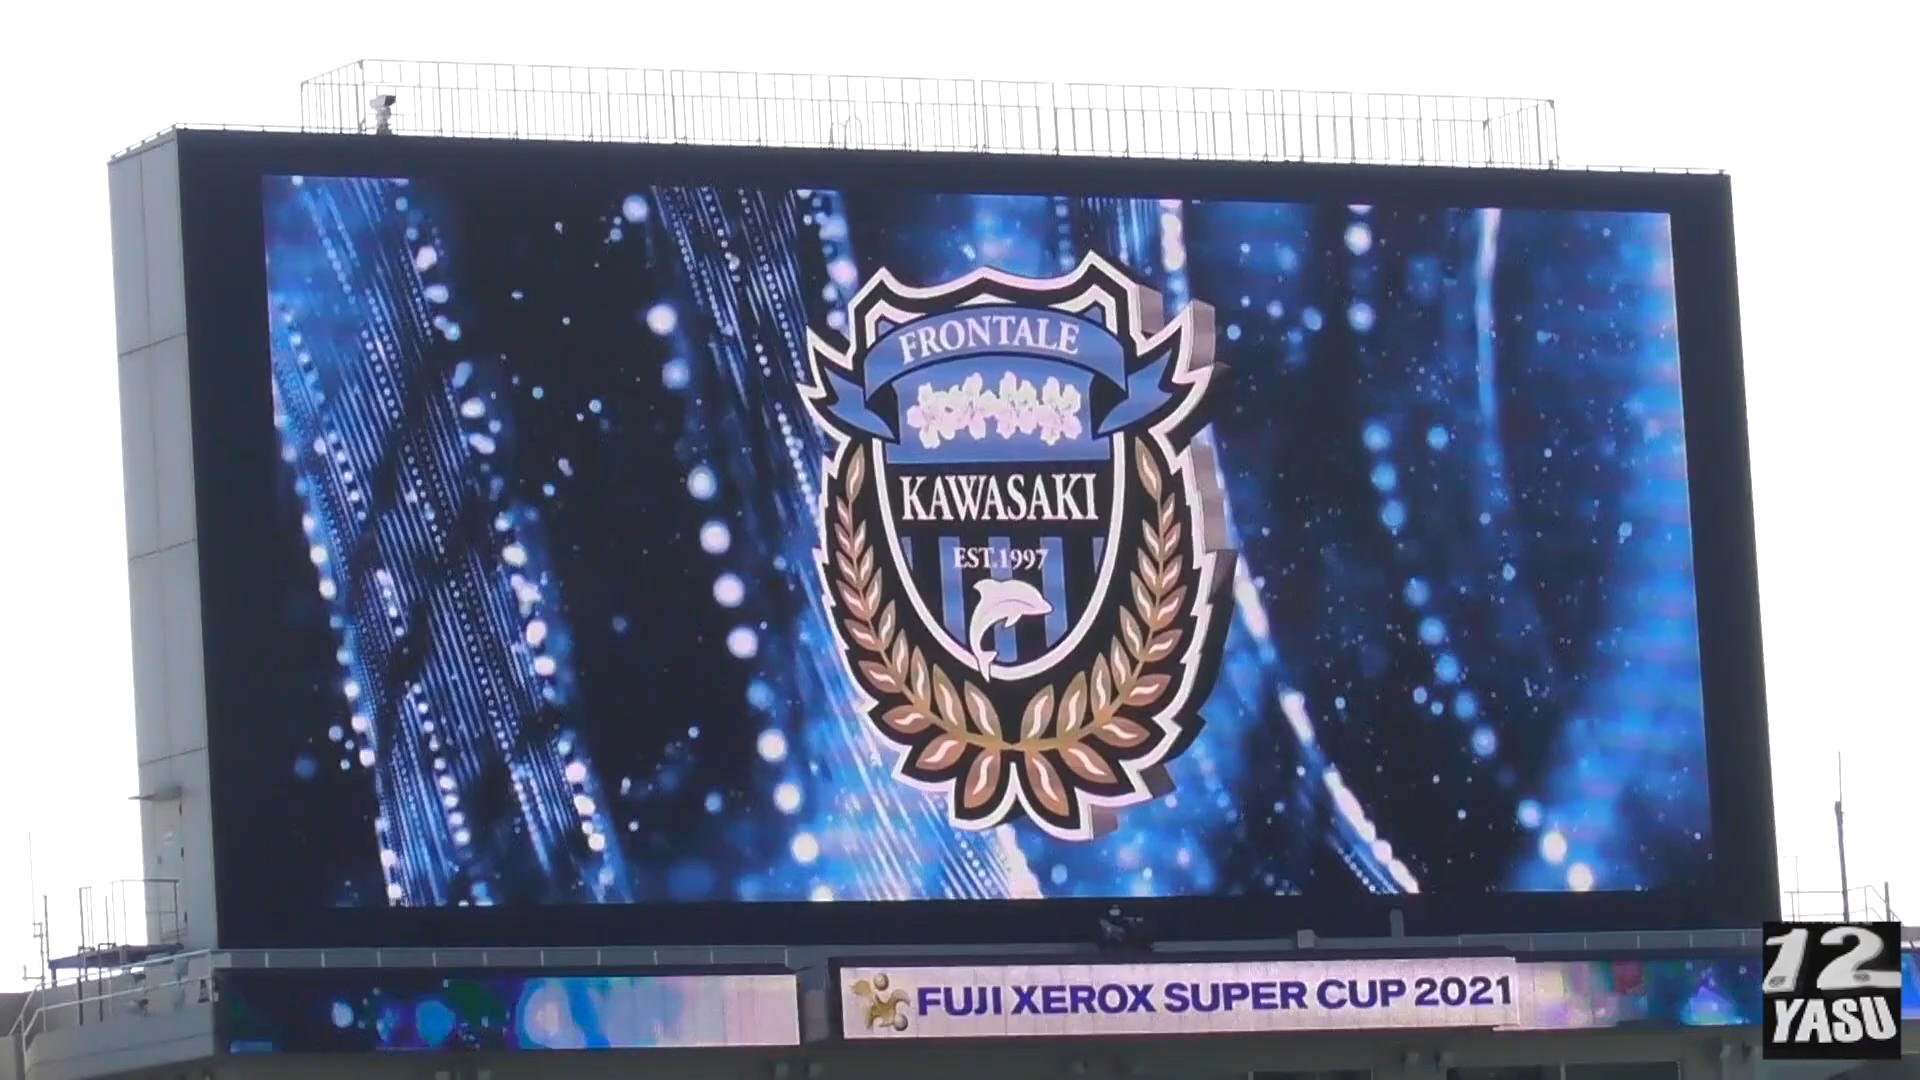 FRONTALE
KAWASAKI
EST.1997
FUJI XEROX SUPER CUP 2021
12
YASU